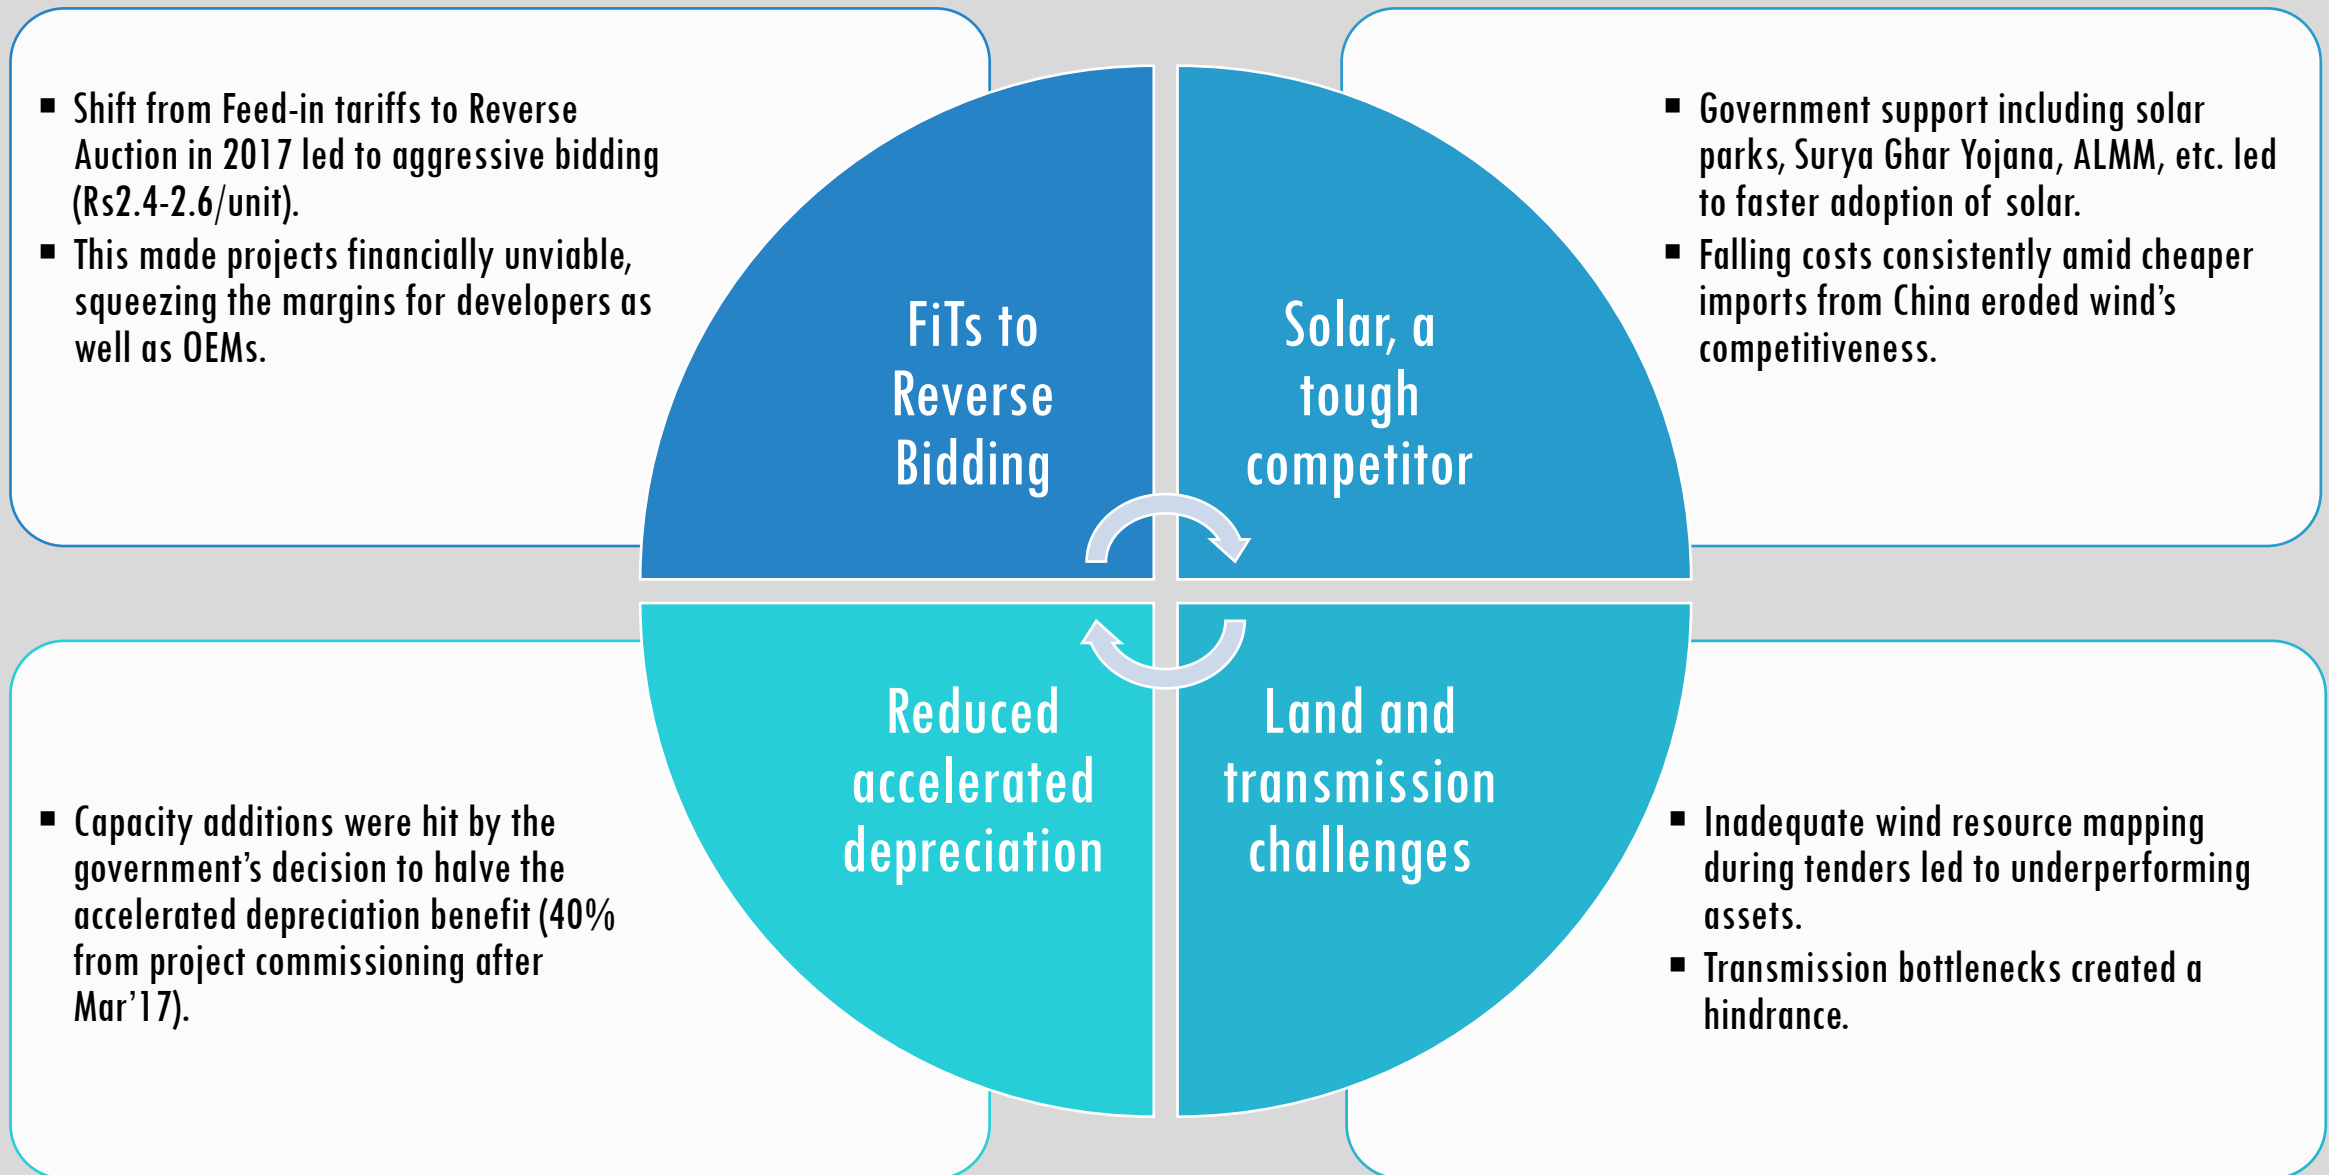 ▪ Shift from Feed-in tariffs to Reverse
Auction in 2017 led to aggressive bidding
(Rs2.4-2.6/unit).
▪ This made projects financially unviable,
squeezing the margins for developers as
well as OEMs.
FiTs to
Reverse
Bidding
Solar, a
tough
competitor
▪ Government support including solar
parks, Surya Ghar Yojana, ALMM, etc. led
to faster adoption of solar.
▪ Falling costs consistently amid cheaper
imports from China eroded wind’s
competitiveness.
▪ Capacity additions were hit by the
government’s decision to halve the
accelerated depreciation benefit (40%
from project commissioning after
Mar’17).
Reduced
accelerated
depreciation
Land and
transmission
challenges
▪ Inadequate wind resource mapping
during tenders led to underperforming
assets.
▪ Transmission bottlenecks created a
hindrance.